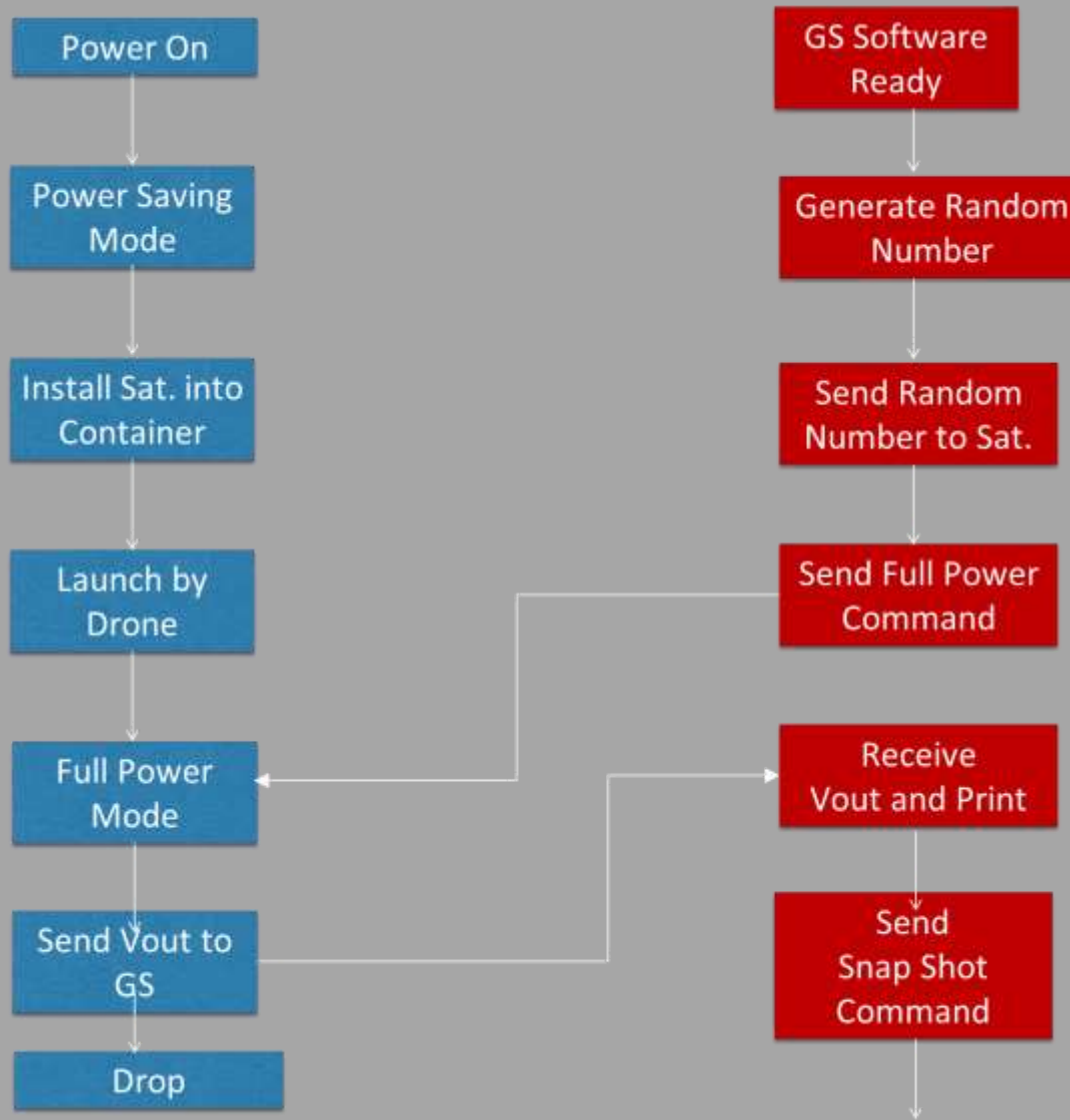 Power On
Power Saving
Mode
Install Sat. into
Container
Launch by
Drone
Full Power
Mode
Send Vout to
GS
Drop
GS Software
Ready
Generate Random
Number
Send Random
Number to Sat.
Send Full Power
Command
Receive
Vout and Print
Send
Snap Shot
Command